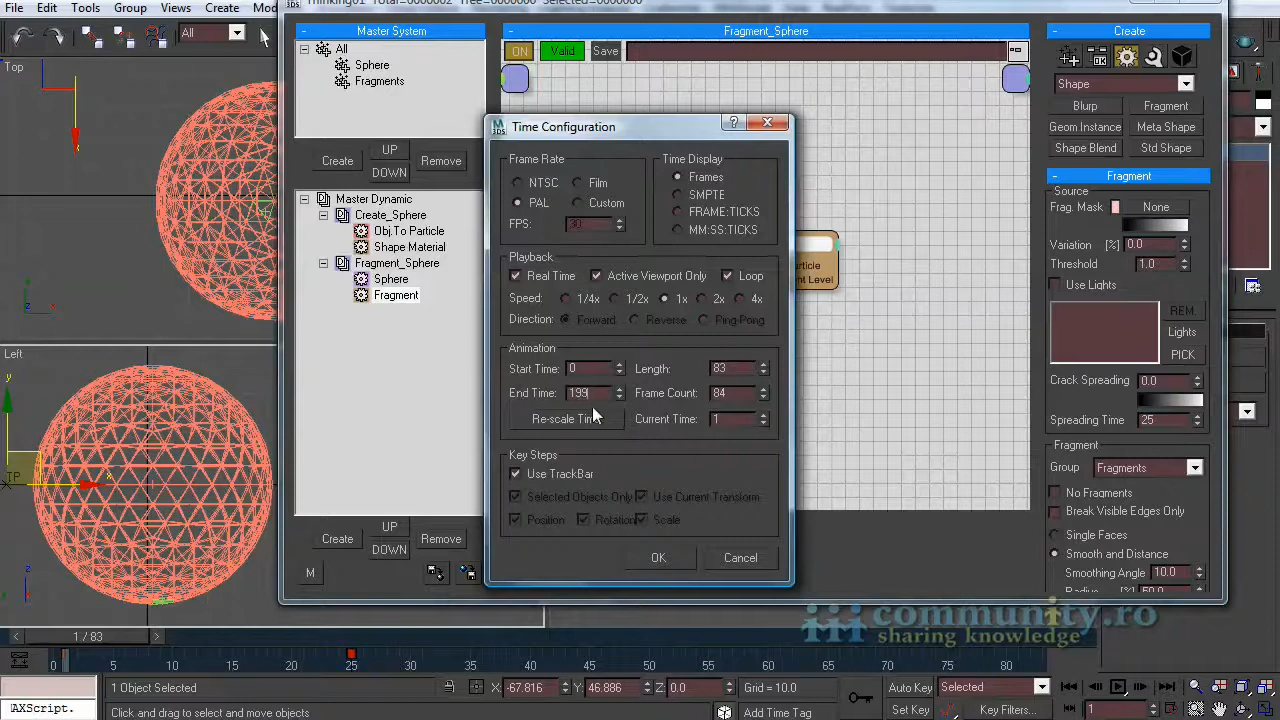 Thinking01 Total=0000002 Tree=0000000 Selected=0000000
File Edit Tools Group Create
All
Top
Left
y
x
z
TP
Master System
All
Sphere
Fragments
Create UP DOWN Remove
Master Dynamic
Create_Sphere
Obj.To Particle
Shape Material
Fragment_Sphere
Sphere
Fragment
Create UP DOWN Remove
M
Fragment_Sphere
ON Valid Save
Time Configuration
Frame Rate
NTSC Film
PAL Custom
FPS: 30
Time Display
Frames
SMPTE
FRAME:TICKS
MM:SS:TICKS
Playback
Real Time Active Viewport Only Loop
Speed: 1/4x 1/2x 1x 2x 4x
Direction: Forward Reverse Ping-Pong
Animation
Start Time: 0 Length: 83
End Time: 199 Frame Count: 84
Re-scale Time Current Time: 1
Key Steps
Use TrackBar
Selected Objects Only Use Current Transform
Position Rotation Scale
OK Cancel
Create
Shape
Blurp Fragment
Geom Instance Meta Shape
Shape Blend Std Shape
Fragment
Source
Frag. Mask None
Variation [%] 0.0
Threshold 1.0
Use Lights
REM.
Lights
PICK
Crack Spreading 0.0
Spreading Time 25
Fragment
Group Fragments
No Fragments
Break Visible Edges Only
Single Faces
Smooth and Distance
Smoothing Angle 10.0
community.ro
sharing knowledge
1 / 83
0 5 10 15 20 25 30 35 40 45 50 55 60 65 70 75 80
1 Object Selected X: -67.816 Y: 46.886 Z: 0.0 Grid = 10.0 Auto Key Selected
AXScript. Click and drag to select and move objects Add Time Tag Set Key Key Filters... 1